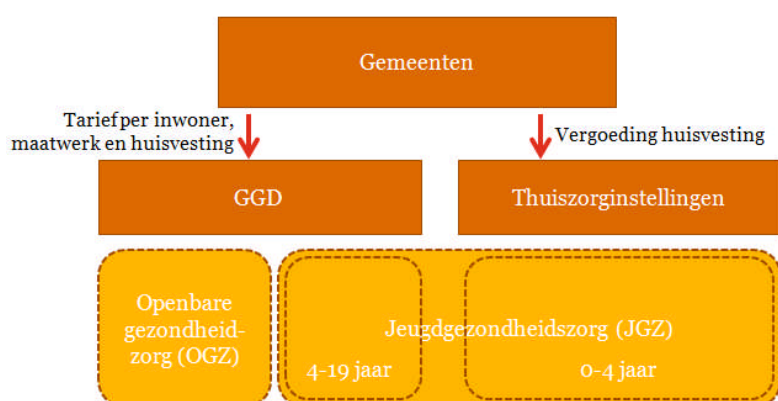 Gemeenten
Tarief per inwoner,
maatwerk en huisvesting
Vergoeding huisvesting
GGD
Thuiszorginstellingen
Openbare
gezondheid-
zorg (OGZ)
Jeugdgezondheidszorg (JGZ)
4-19 jaar
0-4 jaar